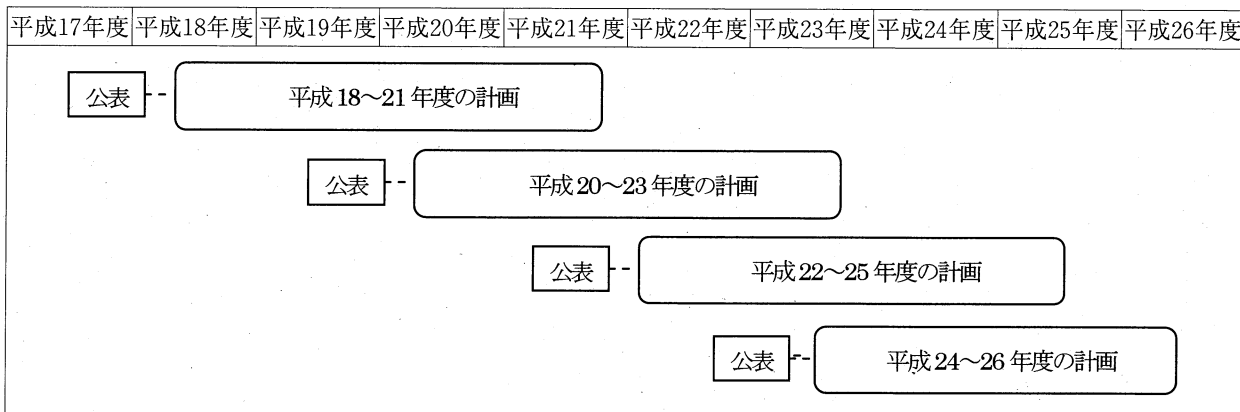 平成17年度 平成18年度 平成19年度 平成20年度 平成21年度 平成22年度 平成23年度 平成24年度 平成25年度 平成26年度
公表 平成18～21年度の計画
公表 平成20～23年度の計画
公表 平成22～25年度の計画
公表 平成24～26年度の計画